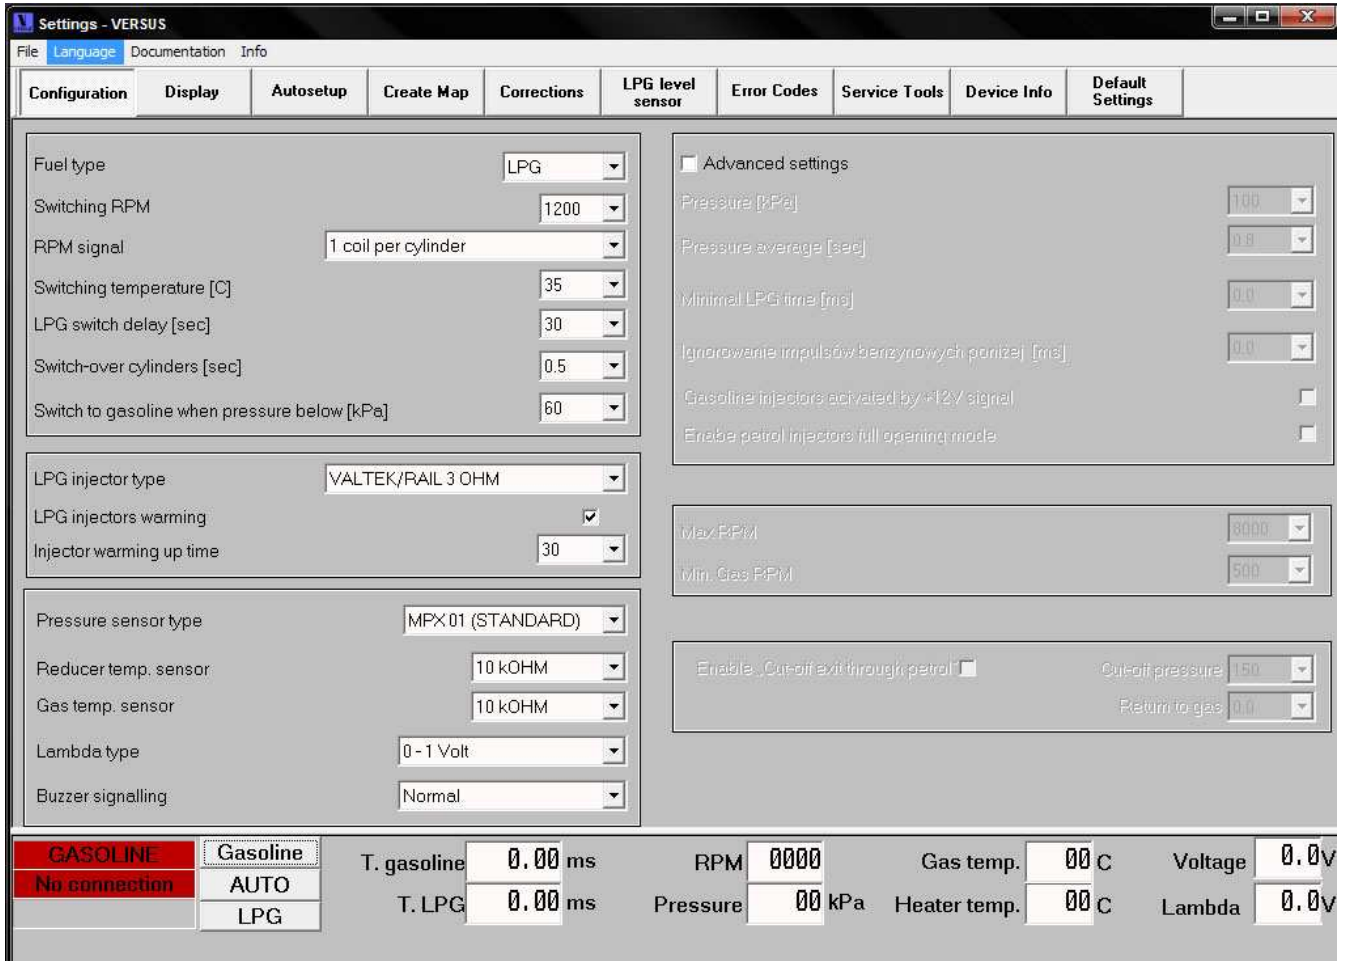 Settings - VERSUS
File Language Documentation Info
Configuration Display Autosetup Create Map Corrections LPG level sensor Error Codes Service Tools Device Info Default Settings
Fuel type LPG
Switching RPM 1200
RPM signal 1 coil per cylinder
Switching temperature [C] 35
LPG switch delay [sec] 30
Switch-over cylinders [sec] 0.5
Switch to gasoline when pressure below [kPa] 60
LPG injector type VALTEK/RAIL 3 OHM
LPG injectors warming
Injector warming up time 30
Pressure sensor type MPX 01 (STANDARD)
Reducer temp. sensor 10 kOHM
Gas temp. sensor 10 kOHM
Lambda type 0 - 1 Volt
Buzzer signalling Normal
Advanced settings
Pressure [kPa] 100
Pressure average [sec] 0.8
Minimal LPG time [ms] 0.0
Ignorowanie impulsów benzynowych poniżej [ms] 0.0
Gasoline injectors acivated by +12V signal
Enabe petrol injectors full opening mode
Max RPM 8000
Min. Gas RPM 500
Enable „Cut-off exit through petrol" Cut-off pressure 150
Return to gas 0.0
GASOLINE Gasoline T. gasoline 0.00 ms RPM 0000 Gas temp. 00 C Voltage 0.0 V
No connection AUTO
LPG T. LPG 0.00 ms Pressure 00 kPa Heater temp. 00 C Lambda 0.0 V